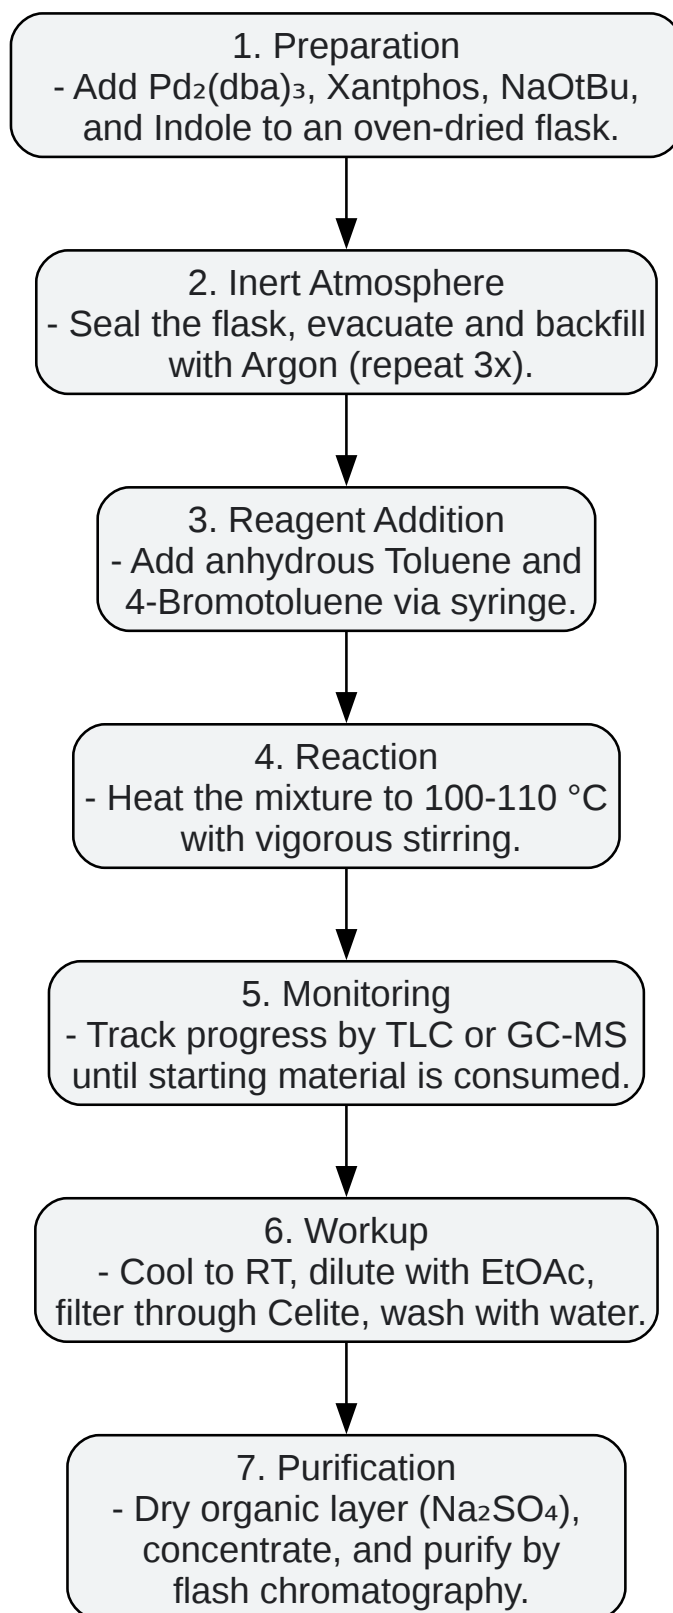 1. Preparation
- Add Pd₂(dba)₃, Xantphos, NaOtBu,
and Indole to an oven-dried flask.
2. Inert Atmosphere
- Seal the flask, evacuate and backfill
with Argon (repeat 3x).
3. Reagent Addition
- Add anhydrous Toluene and
4-Bromotoluene via syringe.
4. Reaction
- Heat the mixture to 100-110 °C
with vigorous stirring.
5. Monitoring
- Track progress by TLC or GC-MS
until starting material is consumed.
6. Workup
- Cool to RT, dilute with EtOAc,
filter through Celite, wash with water.
7. Purification
- Dry organic layer (Na₂SO₄),
concentrate, and purify by
flash chromatography.